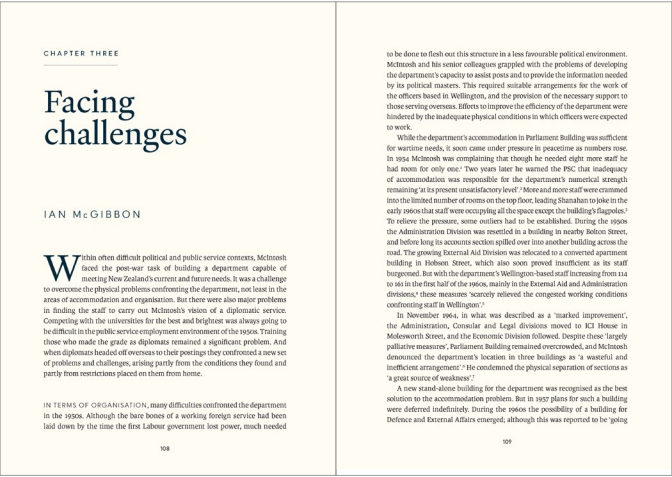 CHAPTER THREE
Facing
challenges
IAN McGIBBON
Within often difficult political and public service contexts, McIntosh
faced the post-war task of building a department capable of
meeting New Zealand's current and future needs. It was a challenge
to overcome the physical problems confronting the department, not least in the
areas of accommodation and organisation. But there were also major problems
in finding the staff to carry out McIntosh's vision of a diplomatic service.
Competing with the universities for the best and brightest was always going to
be difficult in the public service employment environment of the 1950s. Training
those who made the grade as diplomats remained a significant problem. And
when diplomats headed off overseas to their postings they confronted a new set
of problems and challenges, arising partly from the conditions they found and
partly from restrictions placed on them from home.
IN TERMS OF ORGANISATION, many difficulties confronted the department
in the 1950s. Although the bare bones of a working foreign service had been
laid down by the time the first Labour government lost power, much needed
108
to be done to flesh out this structure in a less favourable political environment.
McIntosh and his senior colleagues grappled with the problems of developing
the department's capacity to assist posts and to provide the information needed
by its political masters. This required suitable arrangements for the work of
the officers based in Wellington, and the provision of the necessary support to
those serving overseas. Efforts to improve the efficiency of the department were
hindered by the inadequate physical conditions in which officers were expected
to work.
While the department's accommodation in Parliament Building was sufficient
for wartime needs, it soon came under pressure in peacetime as numbers rose.
In 1954 McIntosh was complaining that though he needed eight more staff he
had room for only one.¹ Two years later he warned the PSC that inadequacy
of accommodation was responsible for the department's numerical strength
remaining 'at its present unsatisfactory level'.² More and more staff were crammed
into the limited number of rooms on the top floor, leading Shanahan to joke in the
early 1960s that staff were occupying all the space except the building's flagpoles.³
To relieve the pressure, some outliers had to be established. During the 1950s
the Administration Division was resettled in a building in nearby Bolton Street,
and before long its accounts section spilled over into another building across the
road. The growing External Aid Division was relocated to a converted apartment
building in Hobson Street, which also soon proved insufficient as its staff
burgeoned. But with the department's Wellington-based staff increasing from 114
to 161 in the first half of the 1960s, mainly in the External Aid and Administration
divisions,⁴ these measures 'scarcely relieved the congested working conditions
confronting staff in Wellington'.⁵
In November 1964, in what was described as a 'marked improvement',
the Administration, Consular and Legal divisions moved to ICI House in
Molesworth Street, and the Economic Division followed. Despite these 'largely
palliative measures', Parliament Building remained overcrowded, and McIntosh
denounced the department's location in three buildings as 'a wasteful and
inefficient arrangement'.⁶ He condemned the physical separation of sections as
'a great source of weakness'.⁷
A new stand-alone building for the department was recognised as the best
solution to the accommodation problem. But in 1957 plans for such a building
were deferred indefinitely. During the 1960s the possibility of a building for
Defence and External Affairs emerged; although this was reported to be 'going
109